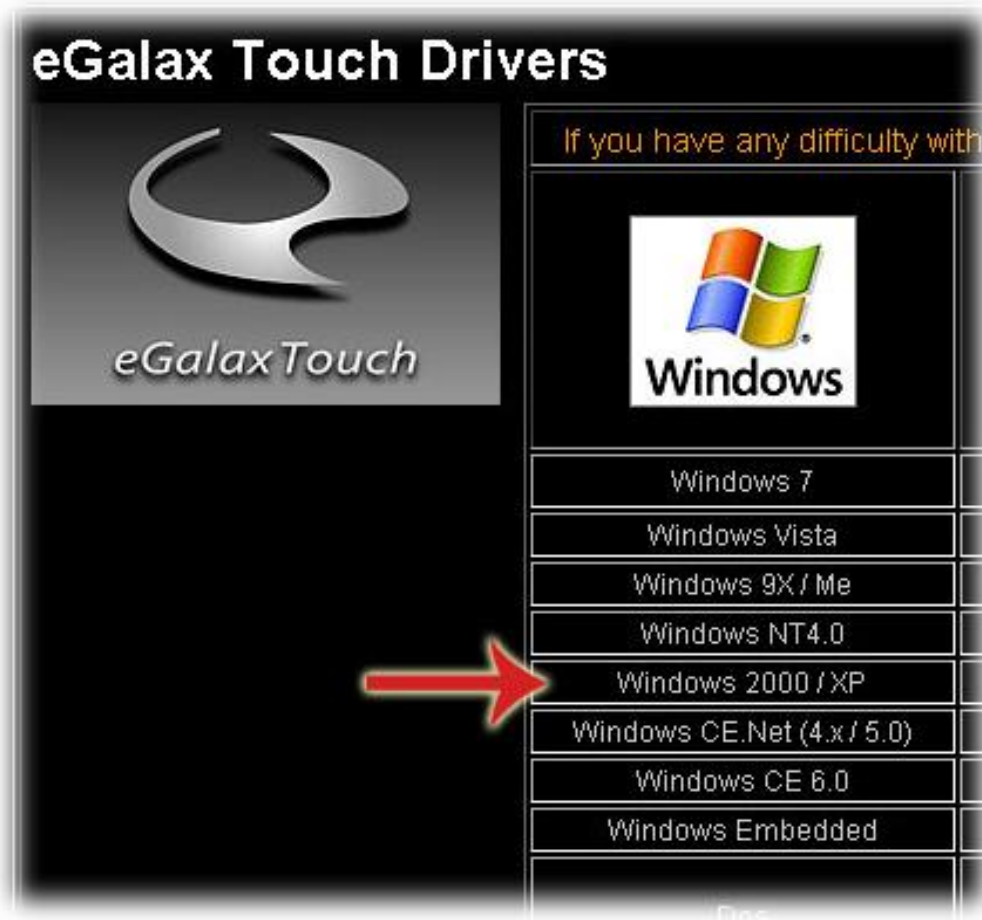 eGalax Touch Drivers
If you have any difficulty with
eGalaxTouch
Windows
Windows 7
Windows Vista
Windows 9X / Me
Windows NT4.0
Windows 2000 / XP
Windows CE.Net (4.x / 5.0)
Windows CE 6.0
Windows Embedded